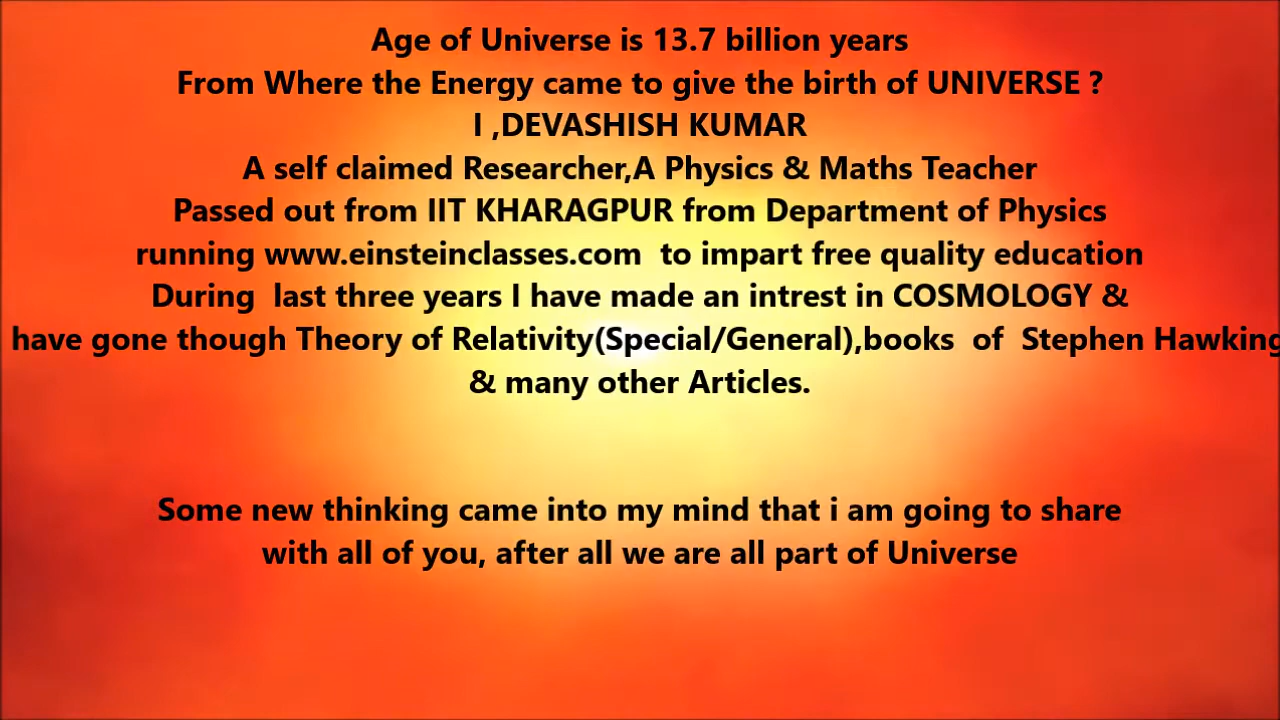 Age of Universe is 13.7 billion years
From Where the Energy came to give the birth of UNIVERSE ?
I ,DEVASHISH KUMAR
A self claimed Researcher,A Physics & Maths Teacher
Passed out from IIT KHARAGPUR from Department of Physics
running www.einsteinclasses.com  to impart free quality education
During  last three years I have made an intrest in COSMOLOGY &
have gone though Theory of Relativity(Special/General),books  of  Stephen Hawking
& many other Articles.
Some new thinking came into my mind that i am going to share
with all of you, after all we are all part of Universe